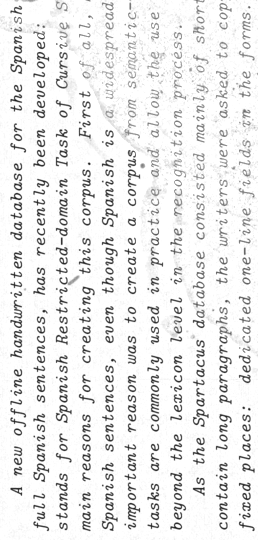 A new offline handwritten database for the Spanish
full Spanish sentences, has recently been developed:
stands for Spanish Restricted-domain Task of Cursive S
main reasons for creating this corpus. First of all,
Spanish sentences, even though Spanish is a widespread
important reason was to create a corpus from semantic-
tasks are commonly used in practice and allow the use
beyond the lexicon level in the recognition process.
As the Spartacus database consisted mainly of short
contain long paragraphs, the writers were asked to cop
fixed places: dedicated one-line fields in the forms.